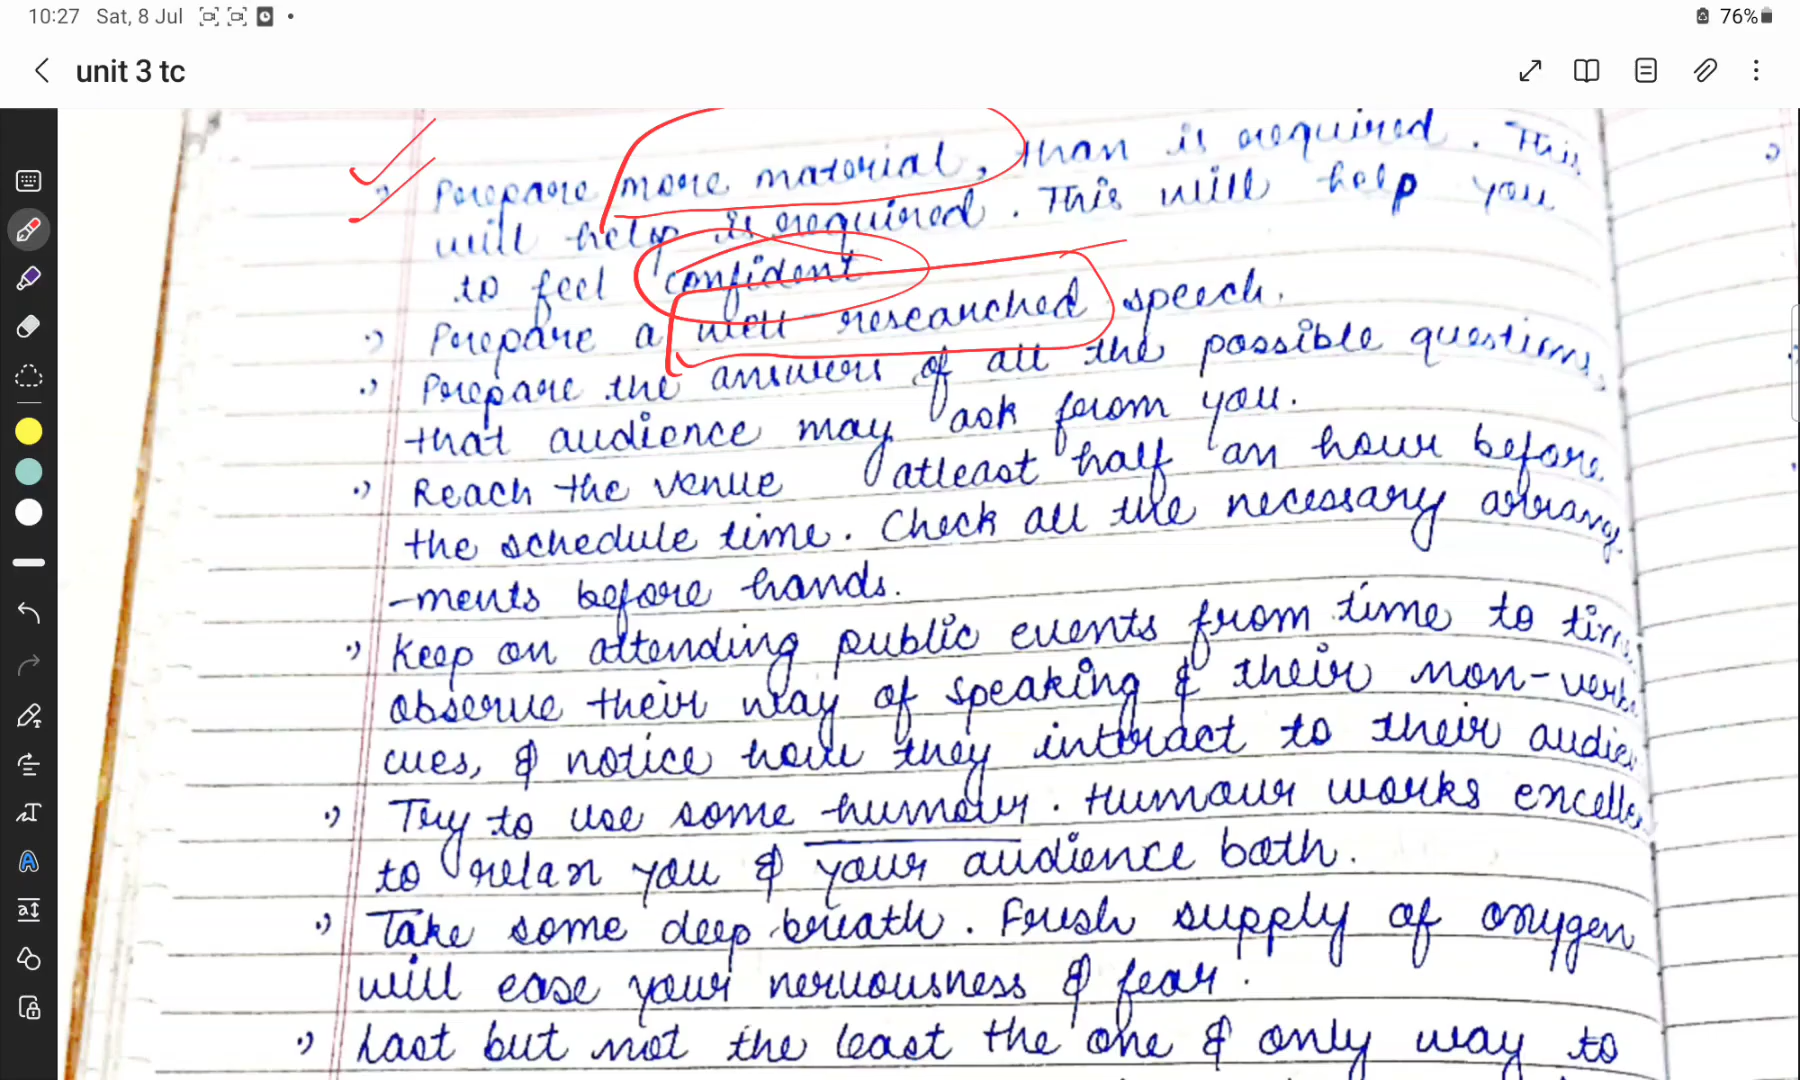 10:27 Sat, 8 Jul
76%
unit 3 tc
Prepare more material, than is required. This
will help is required. This will help you
to feel confident
Prepare a well-researched speech.
Prepare the answers of all the possible questions,
that audience may ask from you.
Reach the venue atleast half an hour before
the schedule time. Check all the necessary arrang
-ments before hands.
Keep on attending public events from time to time
observe their way of speaking & their non-verb
cues, & notice how they interact to their audie
Try to use some humour. Humour works excelle
to relax you & your audience both.
Take some deep breath. Fresh supply of oxygen
will ease your nervousness & fear.
Last but not the least the one & only way to